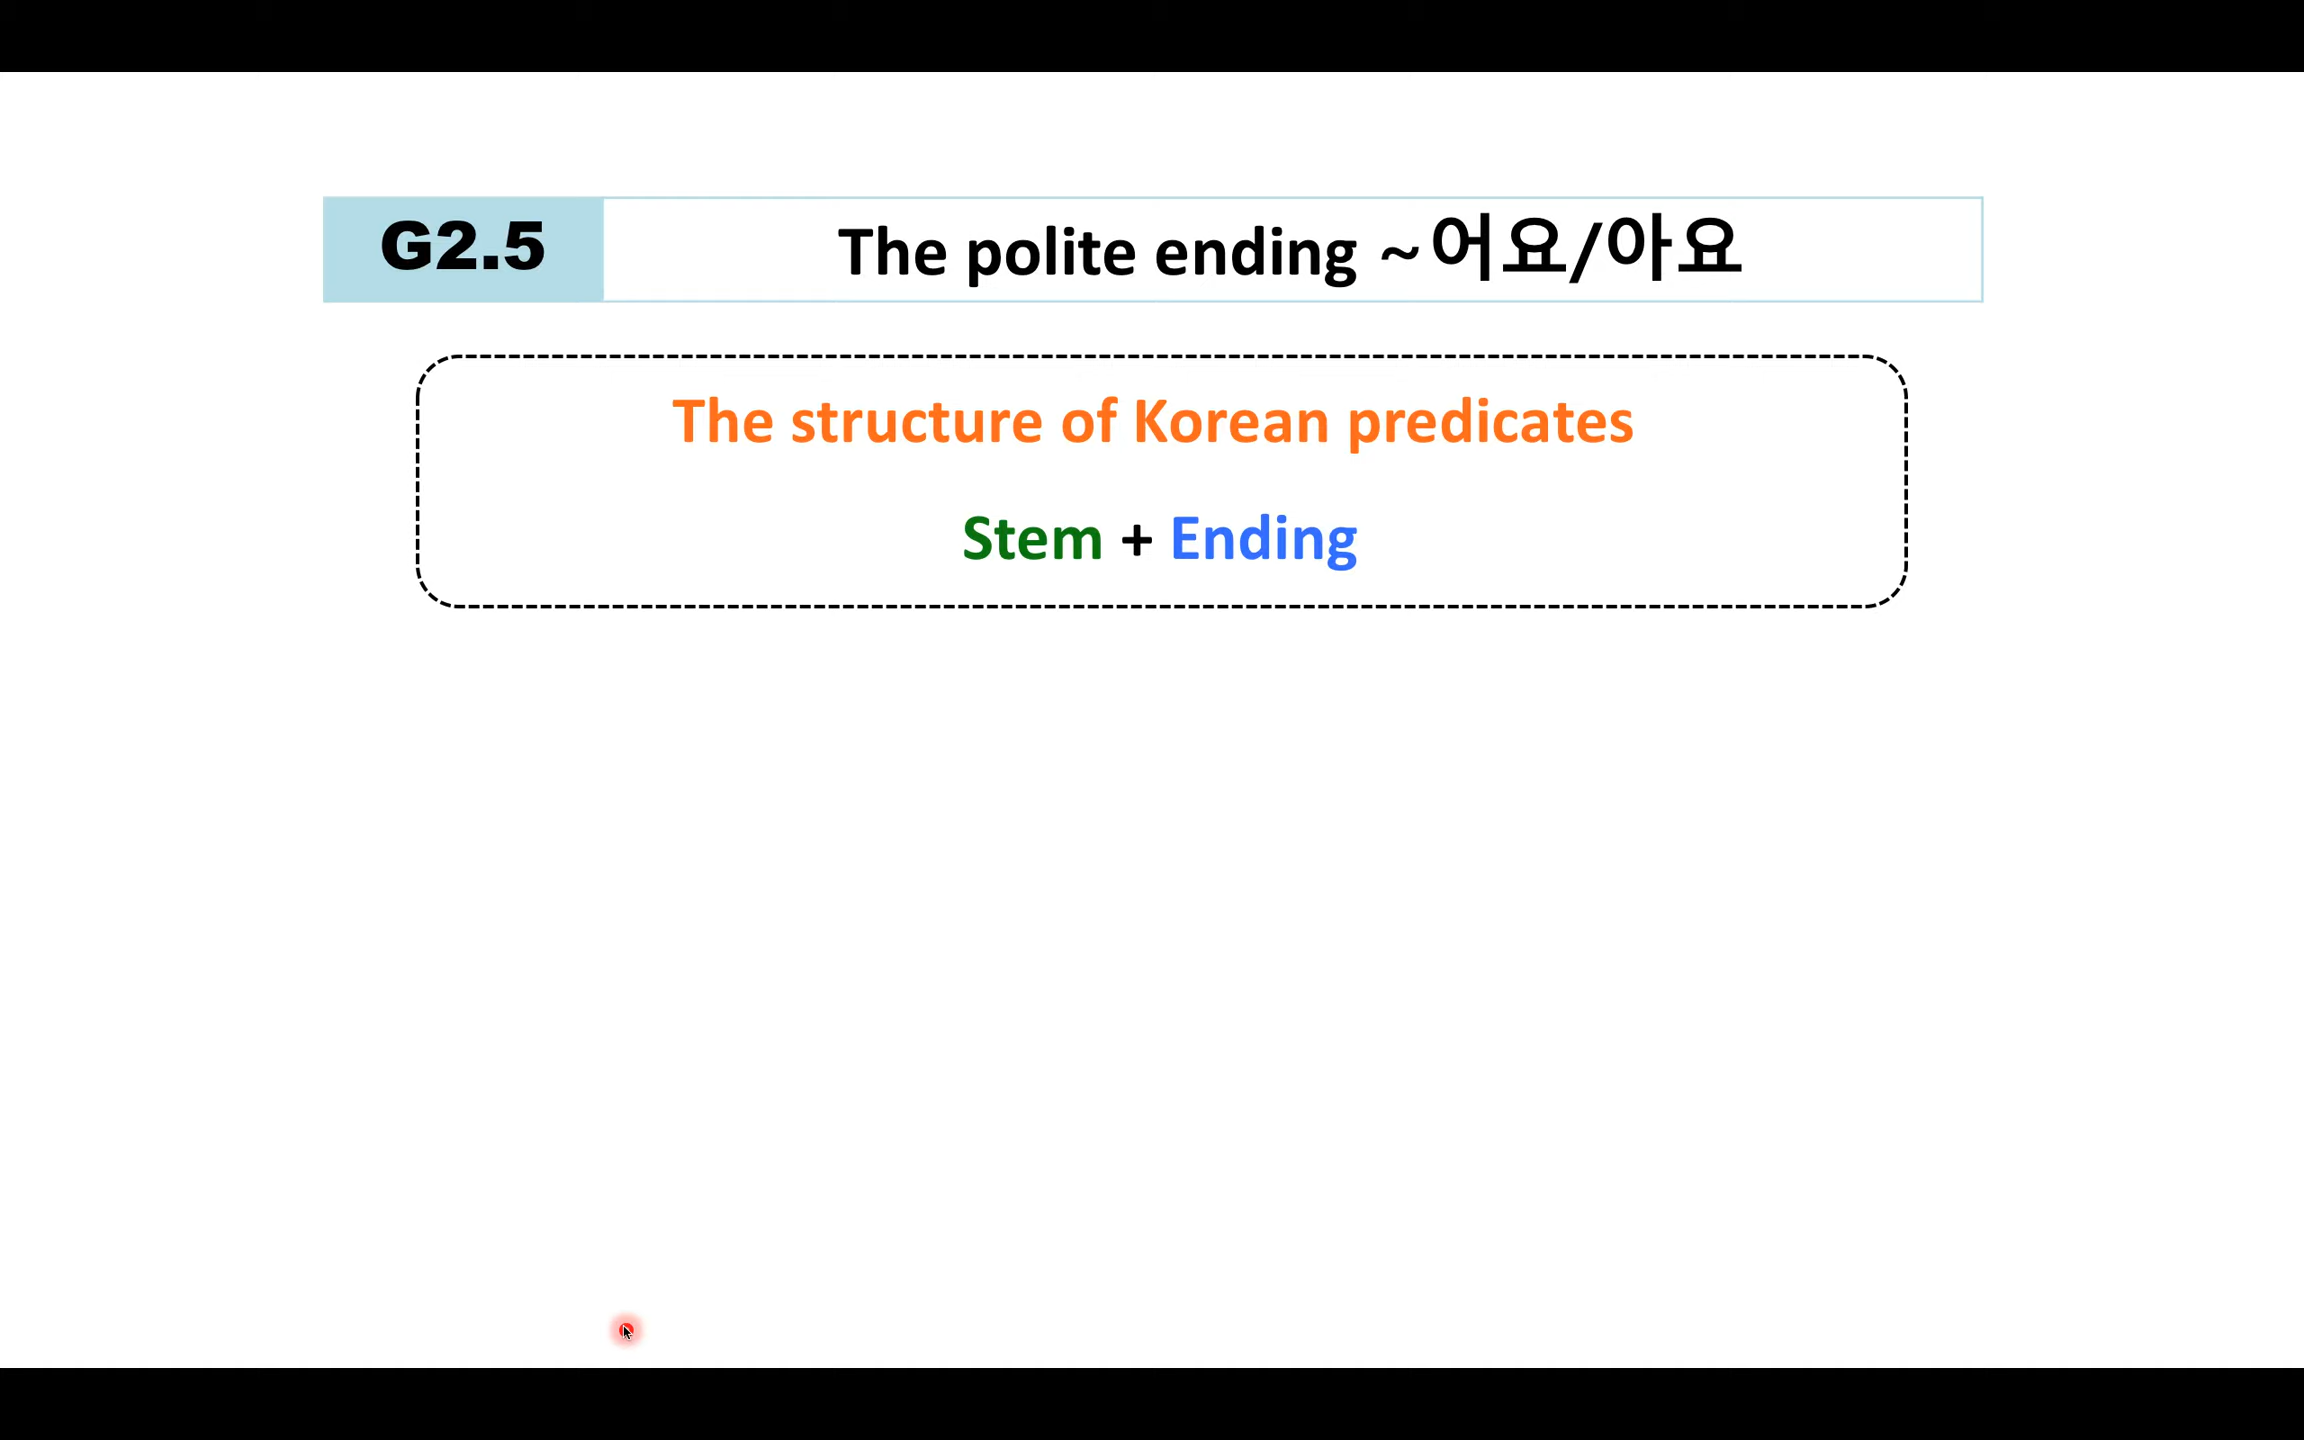 G2.5
The polite ending ~어요/아요
The structure of Korean predicates
Stem + Ending